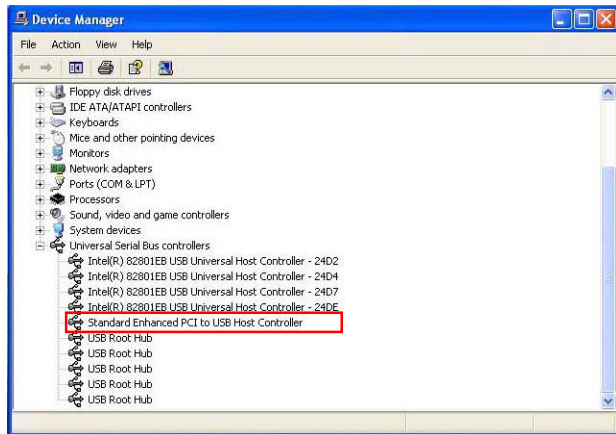 Device Manager
File Action View Help
Floppy disk drives
IDE ATA/ATAPI controllers
Keyboards
Mice and other pointing devices
Monitors
Network adapters
Ports (COM & LPT)
Processors
Sound, video and game controllers
System devices
Universal Serial Bus controllers
Intel(R) 82801EB USB Universal Host Controller - 24D2
Intel(R) 82801EB USB Universal Host Controller - 24D4
Intel(R) 82801EB USB Universal Host Controller - 24D7
Intel(R) 82801EB USB Universal Host Controller - 24DE
Standard Enhanced PCI to USB Host Controller
USB Root Hub
USB Root Hub
USB Root Hub
USB Root Hub
USB Root Hub